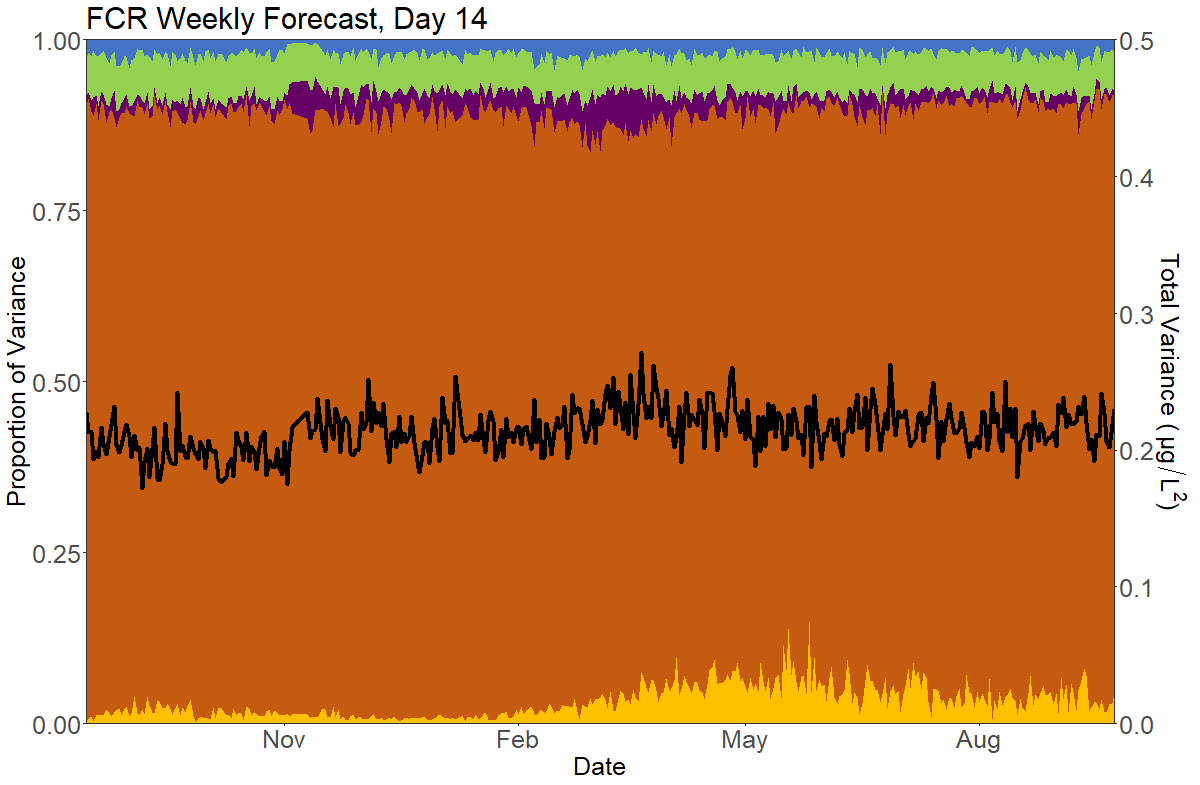 FCR Weekly Forecast, Day 14
1.00
0.75
0.50
0.25
0.00
Proportion of Variance
0.5
0.4
0.3
0.2
0.1
0.0
Total Variance ( μg / L²)
Nov
Feb
May
Aug
Date